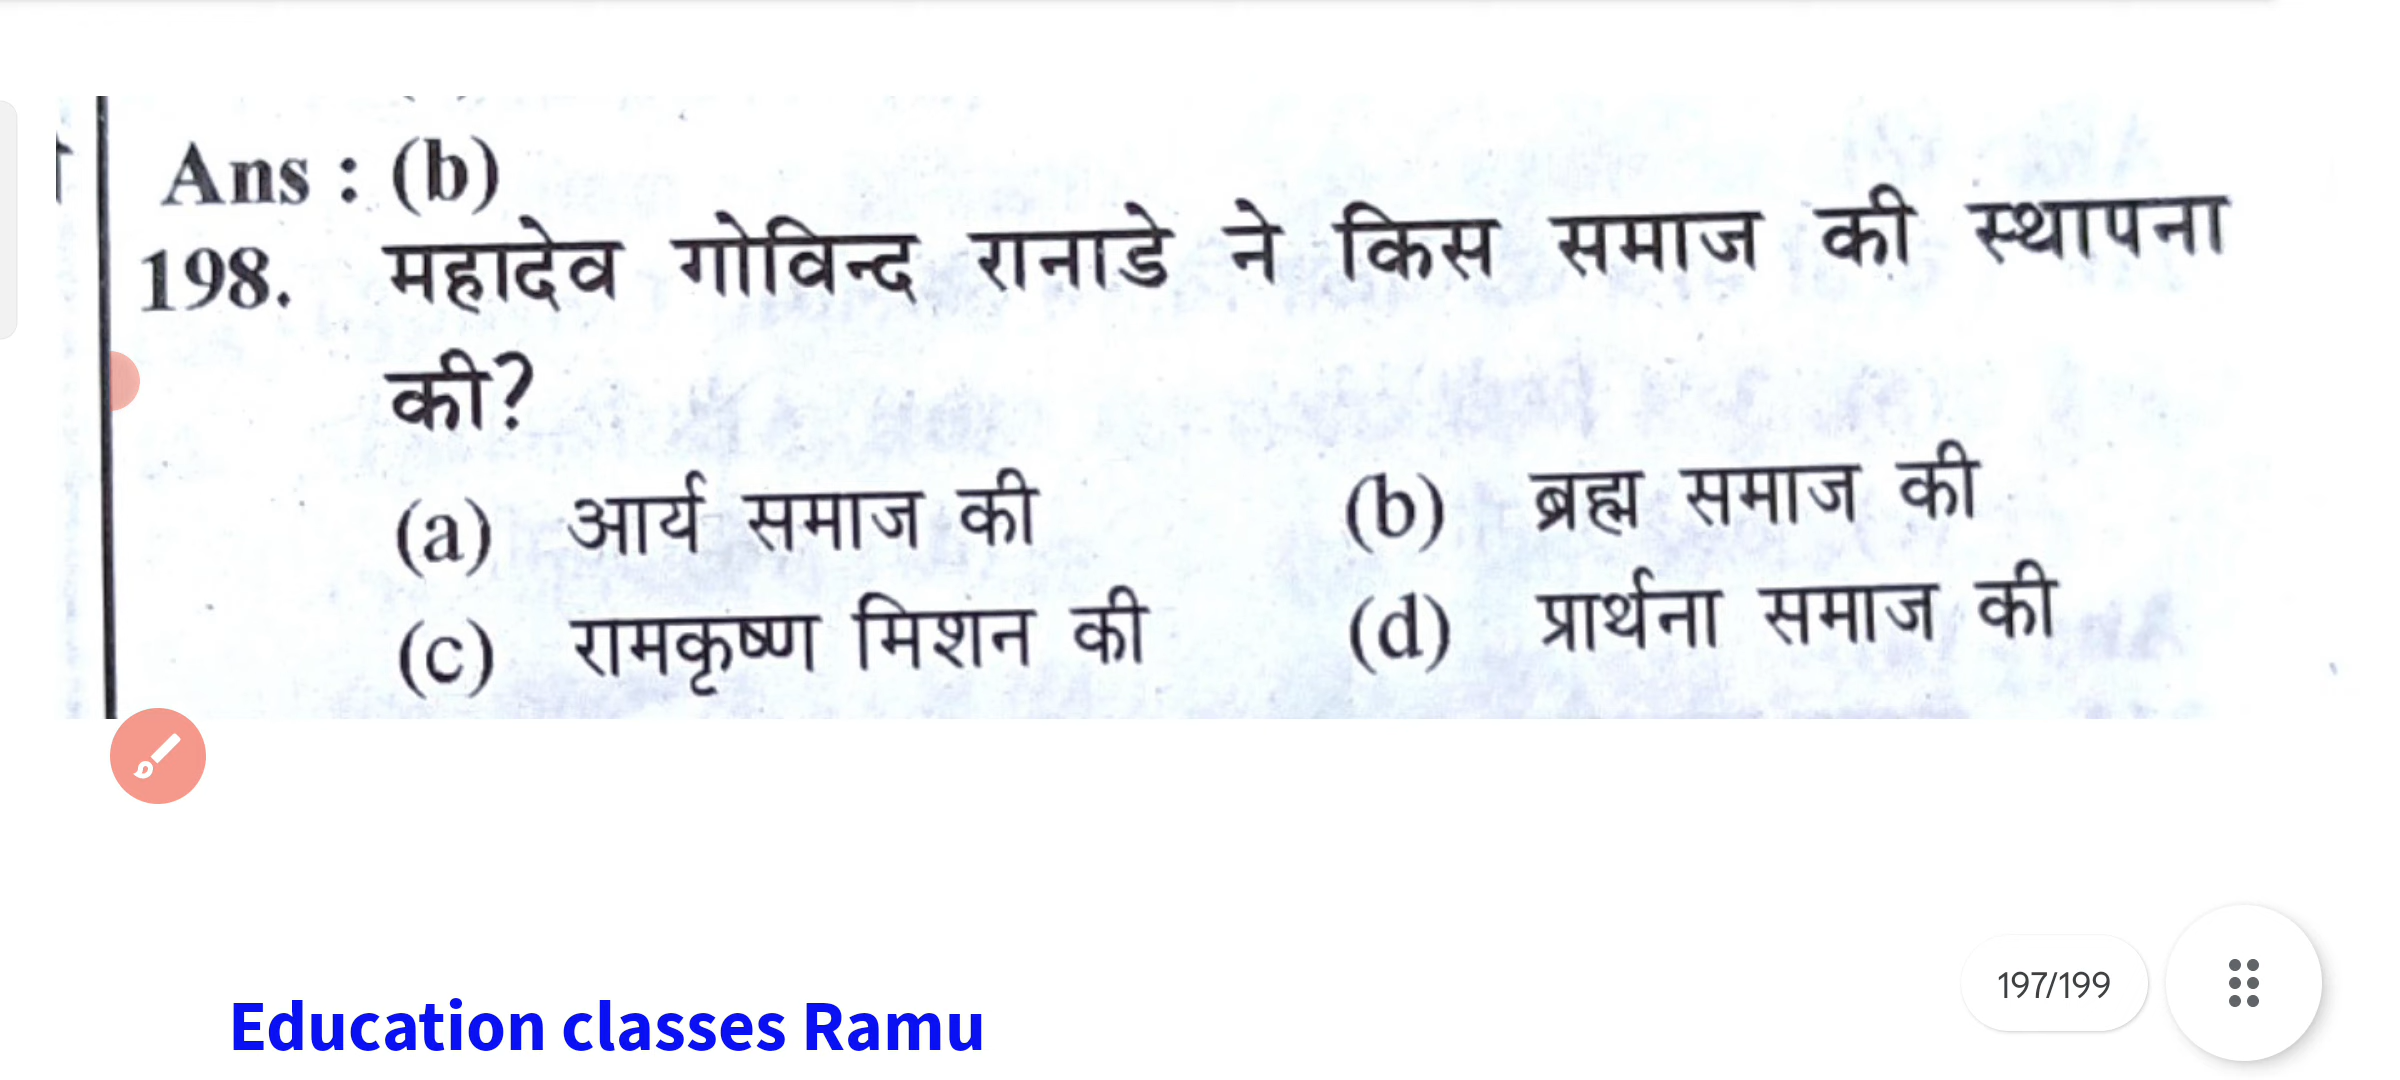 Ans : (b)
198. महादेव गोविन्द रानाडे ने किस समाज की स्थापना
की?
(a) आर्य समाज की (b) ब्रह्म समाज की
(c) रामकृष्ण मिशन की (d) प्रार्थना समाज की
197/199
Education classes Ramu